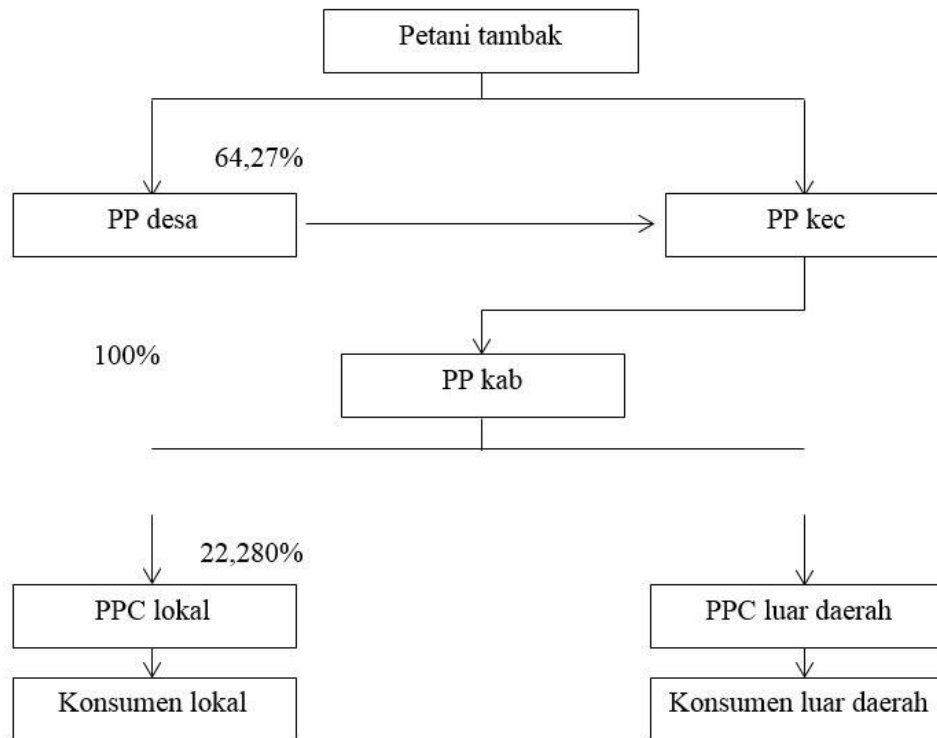 Petani tambak
64,27%
PP desa
PP kec
100%
PP kab
22,280%
PPC lokal
PPC luar daerah
Konsumen lokal
Konsumen luar daerah